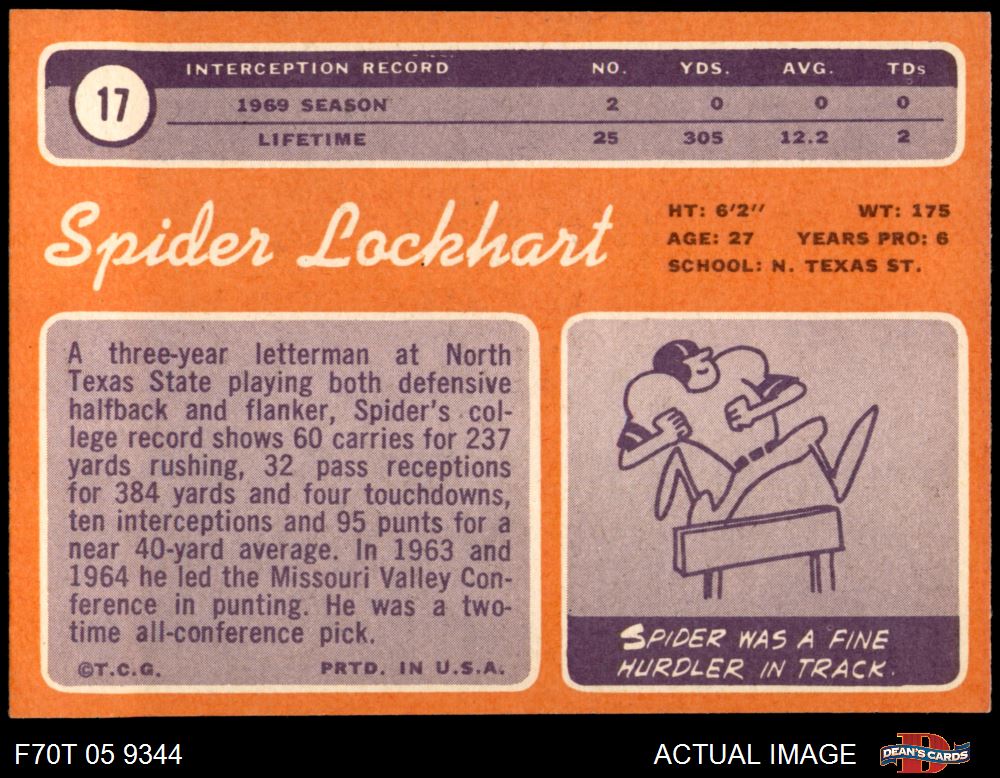 17
INTERCEPTION RECORD NO. YDS. AVG. TDs
1969 SEASON 2 0 0 0
LIFETIME 25 305 12.2 2
Spider Lockhart
HT: 6'2" WT: 175
AGE: 27 YEARS PRO: 6
SCHOOL: N. TEXAS ST.
A three-year letterman at North
Texas State playing both defensive
halfback and flanker, Spider's col-
lege record shows 60 carries for 237
yards rushing, 32 pass receptions
for 384 yards and four touchdowns,
ten interceptions and 95 punts for a
near 40-yard average. In 1963 and
1964 he led the Missouri Valley Con-
ference in punting. He was a two-
time all-conference pick.
©T.C.G. PRTD. IN U.S.A.
SPIDER WAS A FINE
HURDLER IN TRACK.
F70T 05 9344
ACTUAL IMAGE
D
DEAN'S CARDS